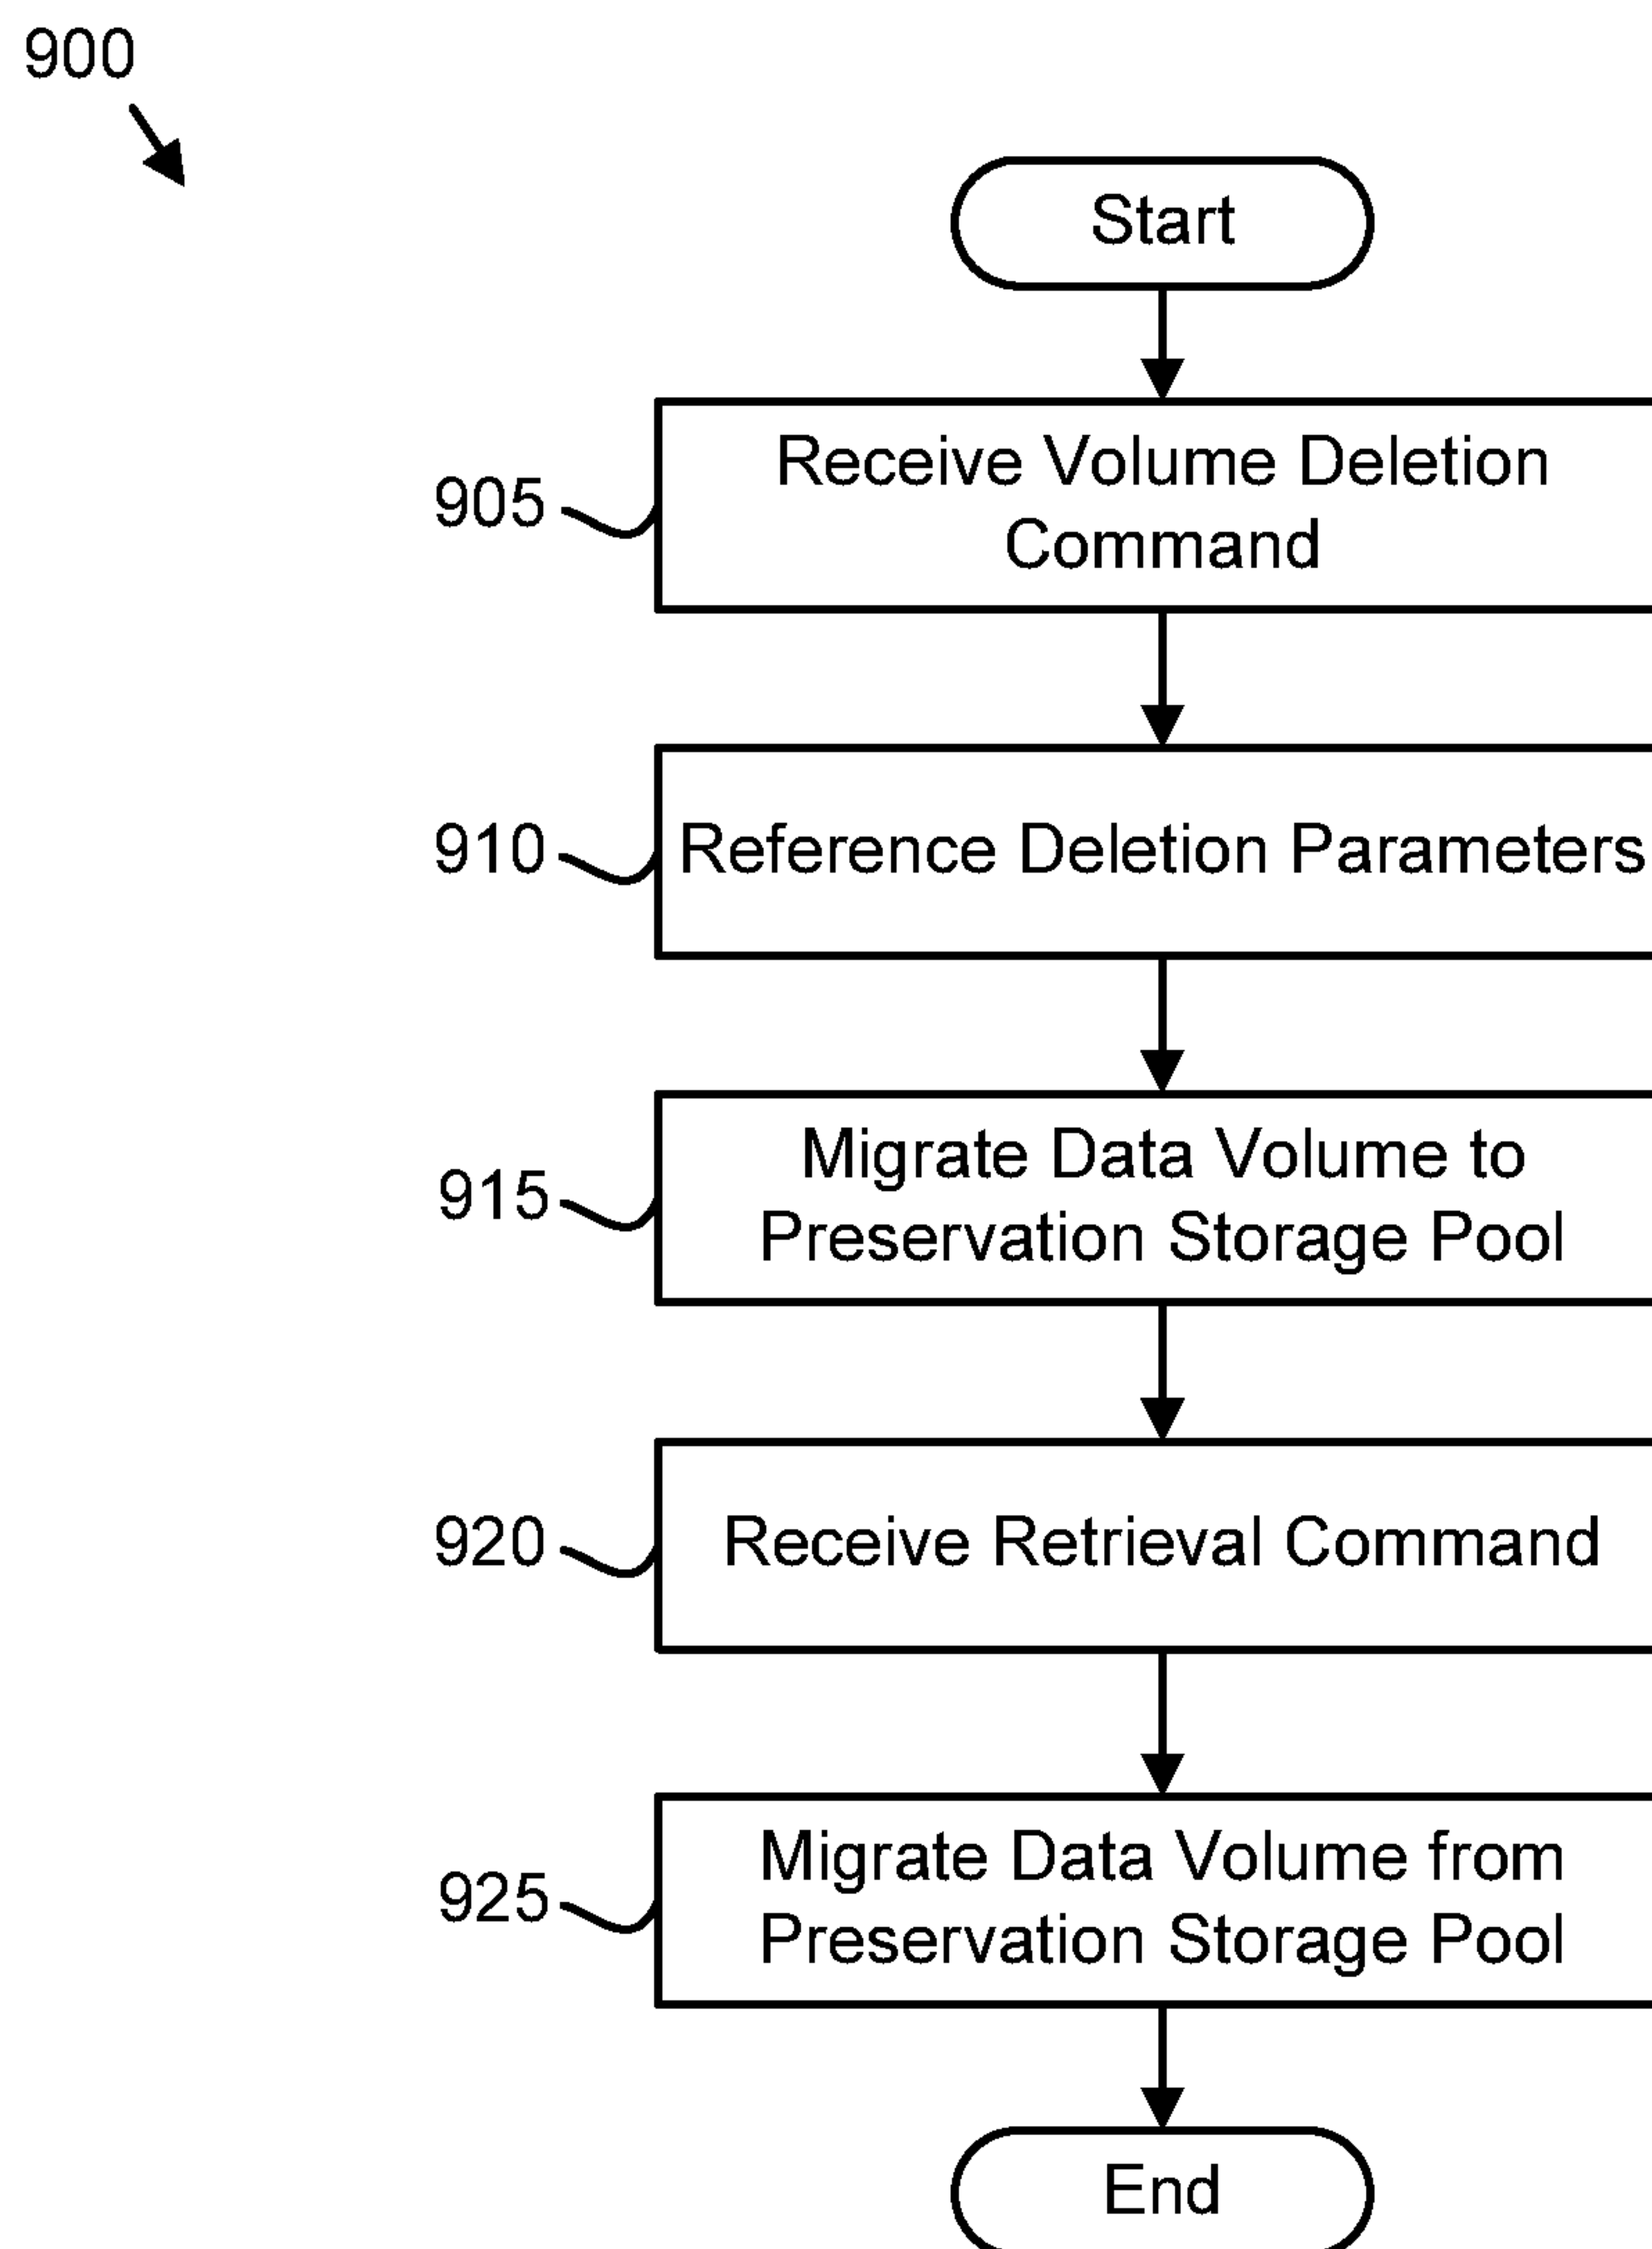 900
Start
905
Receive Volume Deletion
Command
910
Reference Deletion Parameters
915
Migrate Data Volume to
Preservation Storage Pool
920
Receive Retrieval Command
925
Migrate Data Volume from
Preservation Storage Pool
End